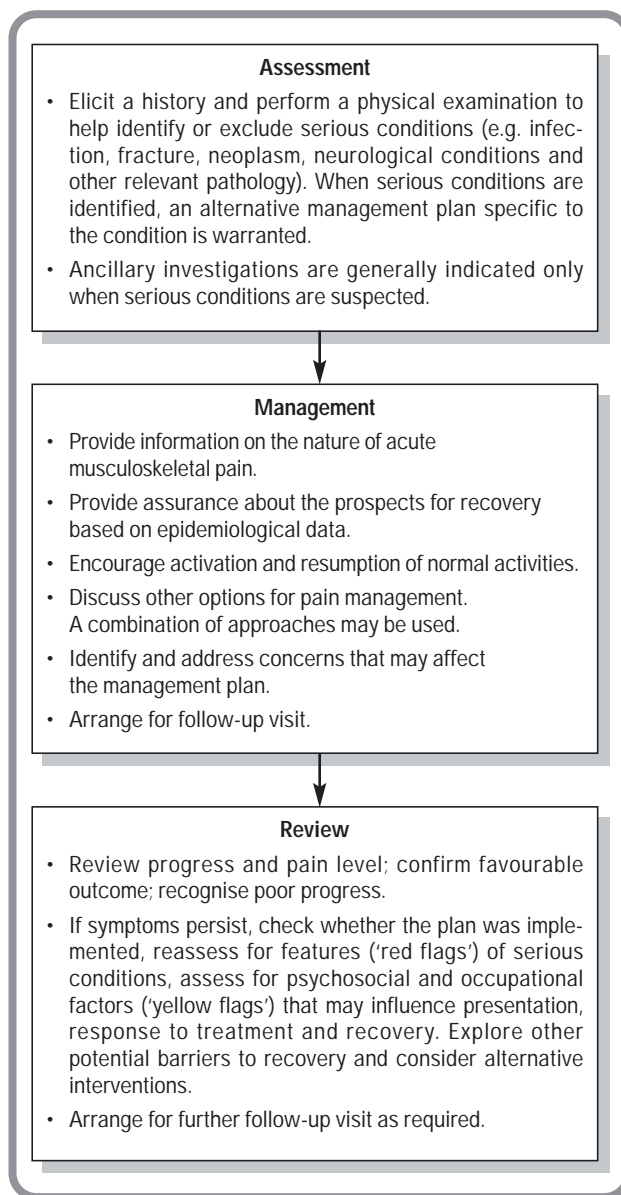 Assessment
• Elicit a history and perform a physical examination to
help identify or exclude serious conditions (e.g. infec-
tion, fracture, neoplasm, neurological conditions and
other relevant pathology). When serious conditions are
identified, an alternative management plan specific to
the condition is warranted.
• Ancillary investigations are generally indicated only
when serious conditions are suspected.
Management
• Provide information on the nature of acute
musculoskeletal pain.
• Provide assurance about the prospects for recovery
based on epidemiological data.
• Encourage activation and resumption of normal activities.
• Discuss other options for pain management.
A combination of approaches may be used.
• Identify and address concerns that may affect
the management plan.
• Arrange for follow-up visit.
Review
• Review progress and pain level; confirm favourable
outcome; recognise poor progress.
• If symptoms persist, check whether the plan was imple-
mented, reassess for features (‘red flags’) of serious
conditions, assess for psychosocial and occupational
factors (‘yellow flags’) that may influence presentation,
response to treatment and recovery. Explore other
potential barriers to recovery and consider alternative
interventions.
• Arrange for further follow-up visit as required.